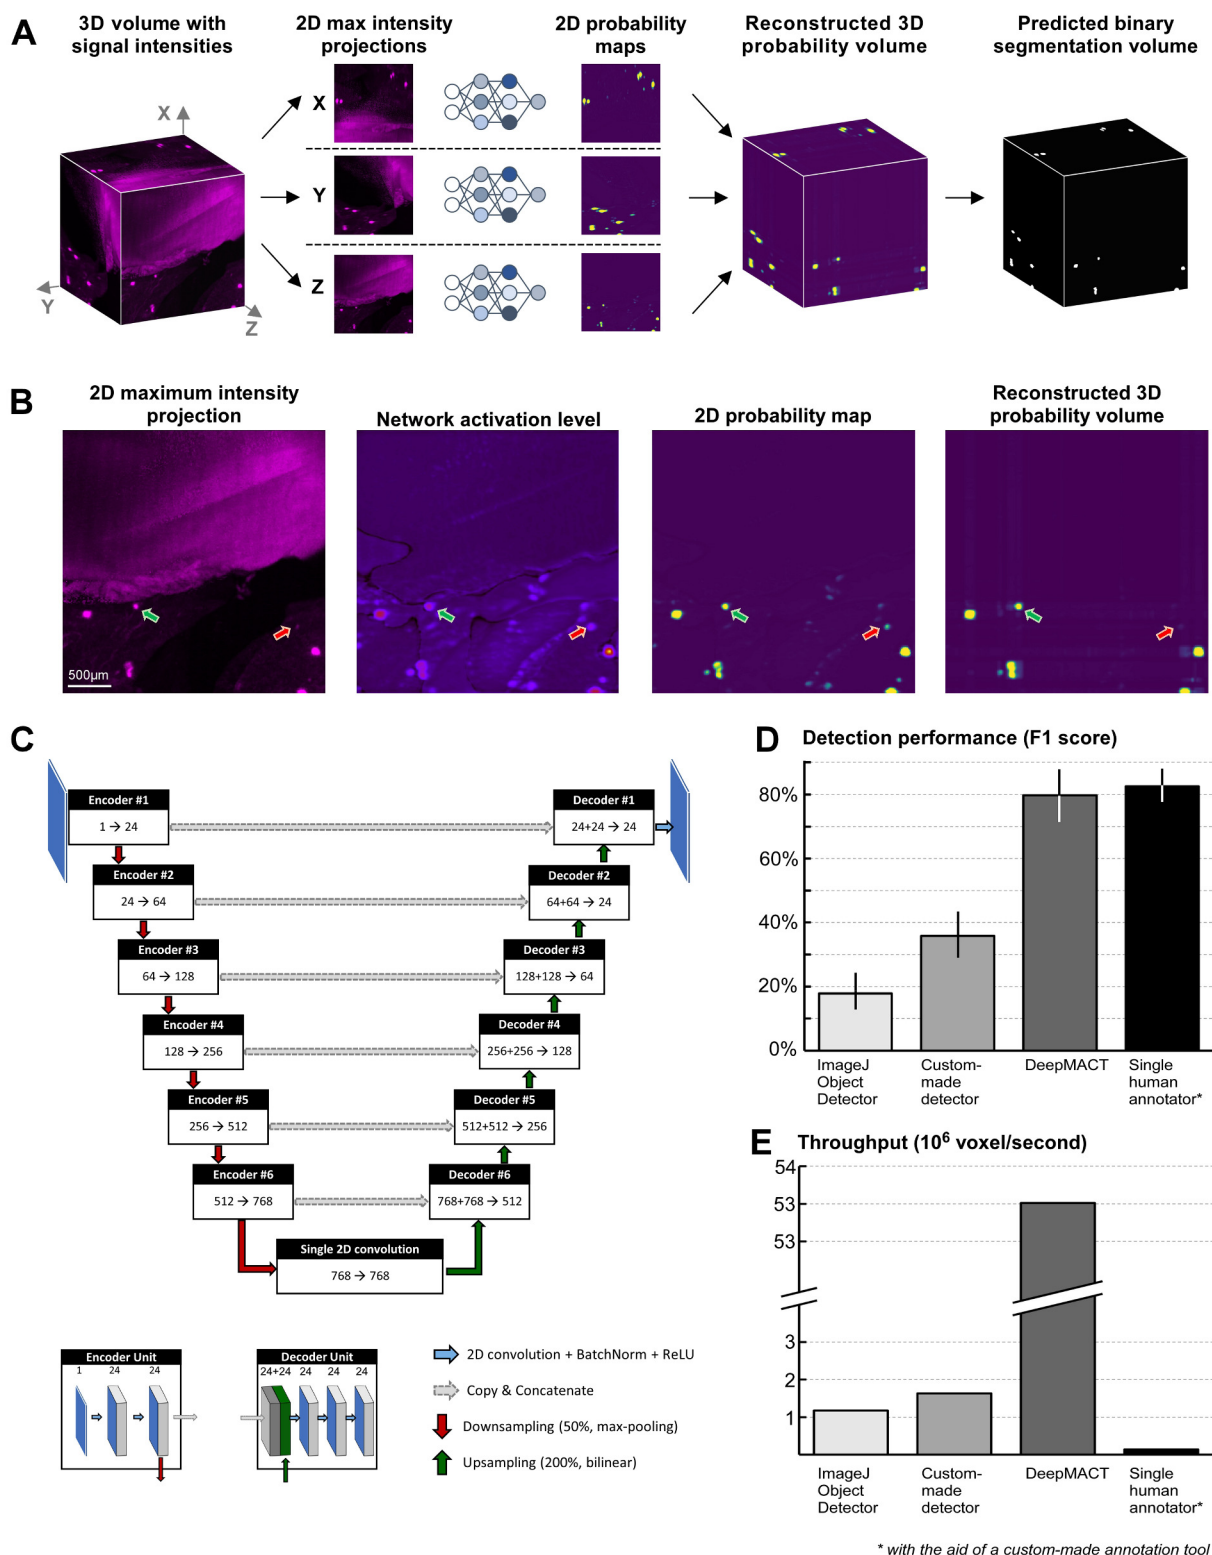 A
3D volume with
signal intensities
2D max intensity
projections
2D probability
maps
Reconstructed 3D
probability volume
Predicted binary
segmentation volume
X
Y
Z
X
Y
Z
B
2D maximum intensity
projection
Network activation level
2D probability map
Reconstructed 3D
probability volume
500µm
C
Encoder #1
1 → 24
Encoder #2
24 → 64
Encoder #3
64 → 128
Encoder #4
128 → 256
Encoder #5
256 → 512
Encoder #6
512 → 768
Single 2D convolution
768 → 768
Decoder #1
24+24 → 24
Decoder #2
64+64 → 24
Decoder #3
128+128 → 64
Decoder #4
256+256 → 128
Decoder #5
512+512 → 256
Decoder #6
768+768 → 512
Encoder Unit
1 24 24
Decoder Unit
24+24 24 24 24
2D convolution + BatchNorm + ReLU
Copy & Concatenate
Downsampling (50%, max-pooling)
Upsampling (200%, bilinear)
D
Detection performance (F1 score)
80%
60%
40%
20%
0%
ImageJ
Object
Detector
Custom-
made
detector
DeepMACT
Single
human
annotator*
E
Throughput (10⁶ voxel/second)
54
53
53
3
2
1
ImageJ
Object
Detector
Custom-
made
detector
DeepMACT
Single
human
annotator*
* with the aid of a custom-made annotation tool